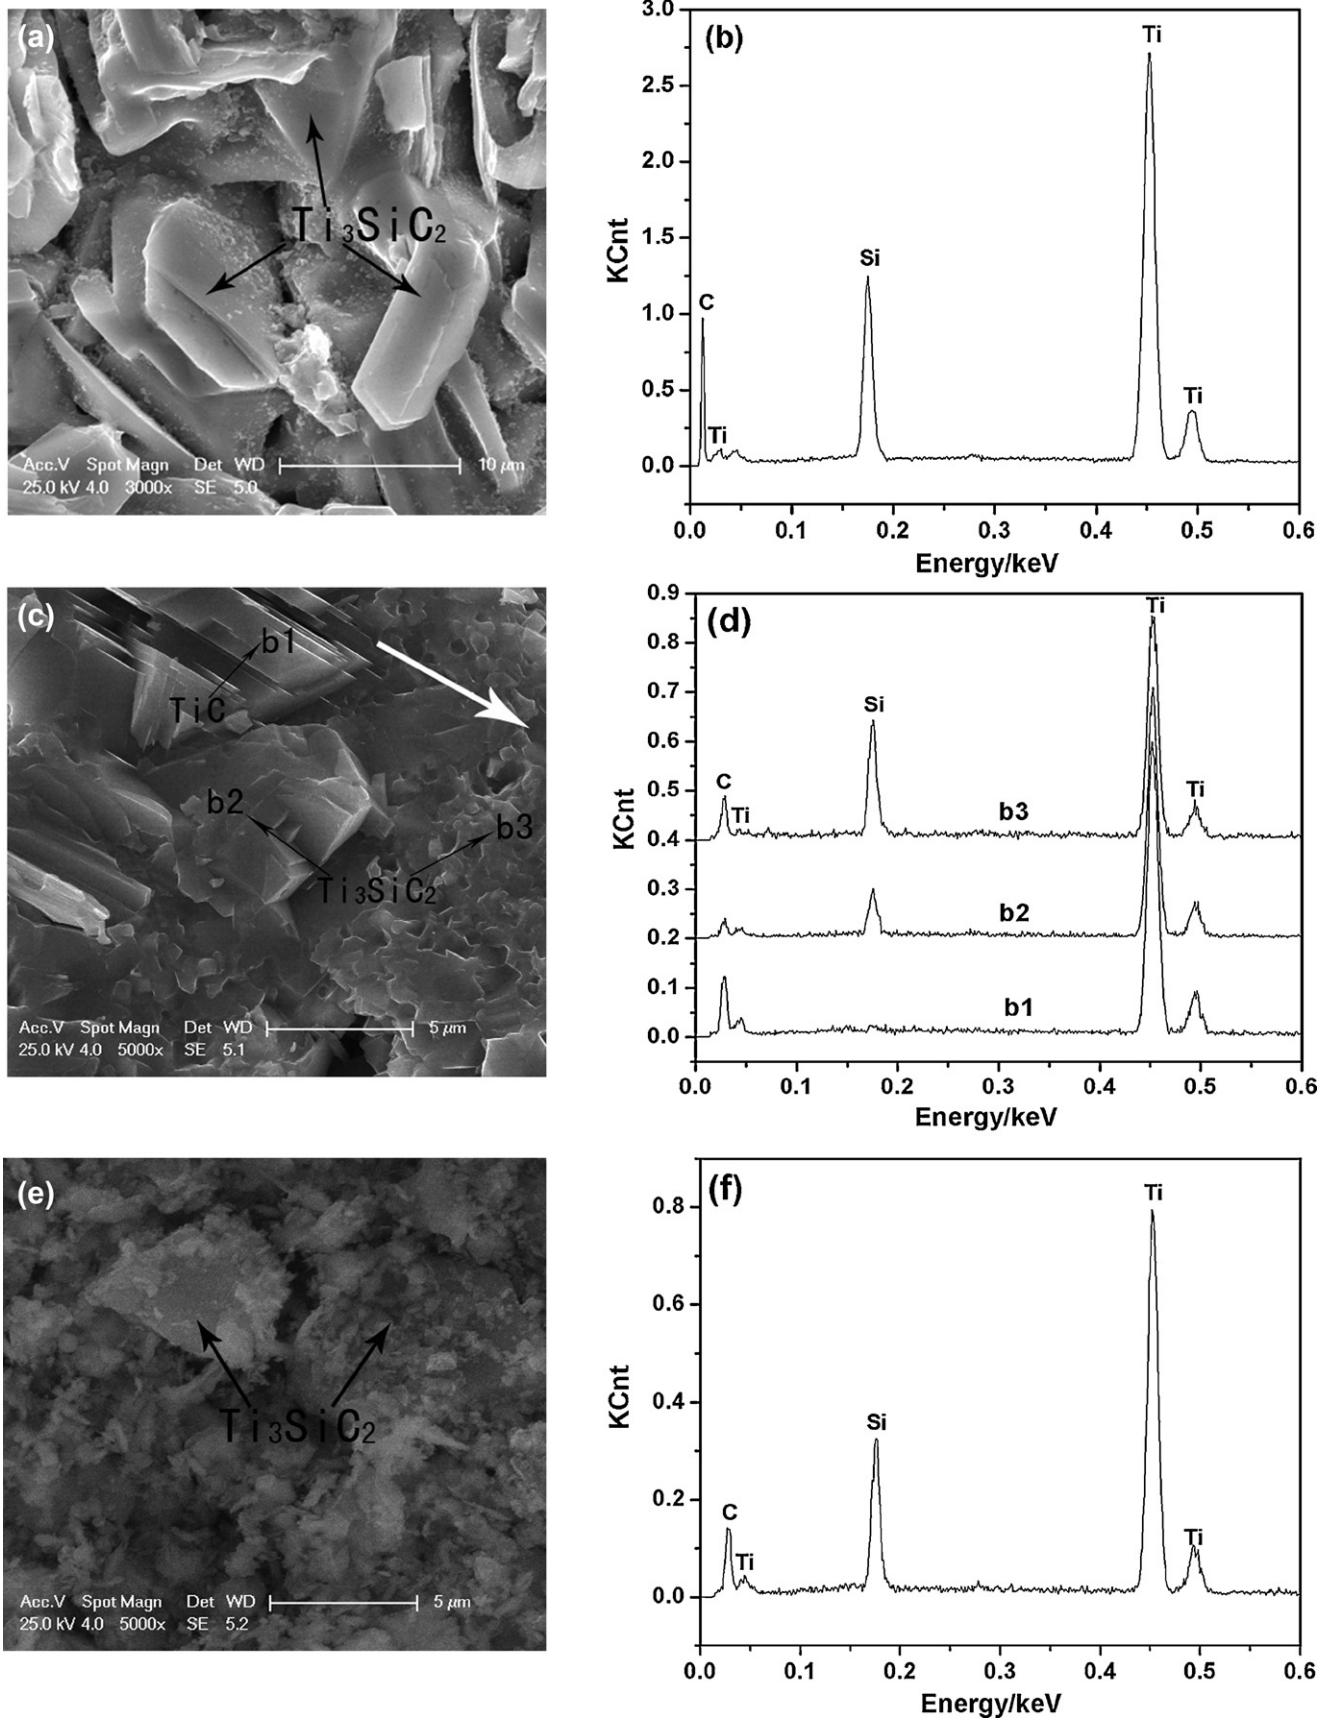 (a)
Ti₃SiC₂
Acc.V Spot Magn Det WD 10 μm
25.0 kV 4.0 3000x SE 5.0
(b)
3.0
2.5
2.0
1.5
1.0
0.5
0.0
KCnt
C
Ti
Si
Ti
Ti
0.0 0.1 0.2 0.3 0.4 0.5 0.6
Energy/keV
(c)
b1
TiC
b2
b3
Ti₃SiC₂
Acc.V Spot Magn Det WD 5 μm
25.0 kV 4.0 5000x SE 5.1
(d)
0.9
0.8
0.7
0.6
0.5
0.4
0.3
0.2
0.1
0.0
KCnt
Ti
Si
C
Ti
Ti
b3
b2
b1
0.0 0.1 0.2 0.3 0.4 0.5 0.6
Energy/keV
(e)
Ti₃SiC₂
Acc.V Spot Magn Det WD 5 μm
25.0 kV 4.0 5000x SE 5.2
(f)
0.8
0.6
0.4
0.2
0.0
KCnt
Ti
Si
C
Ti
Ti
0.0 0.1 0.2 0.3 0.4 0.5 0.6
Energy/keV